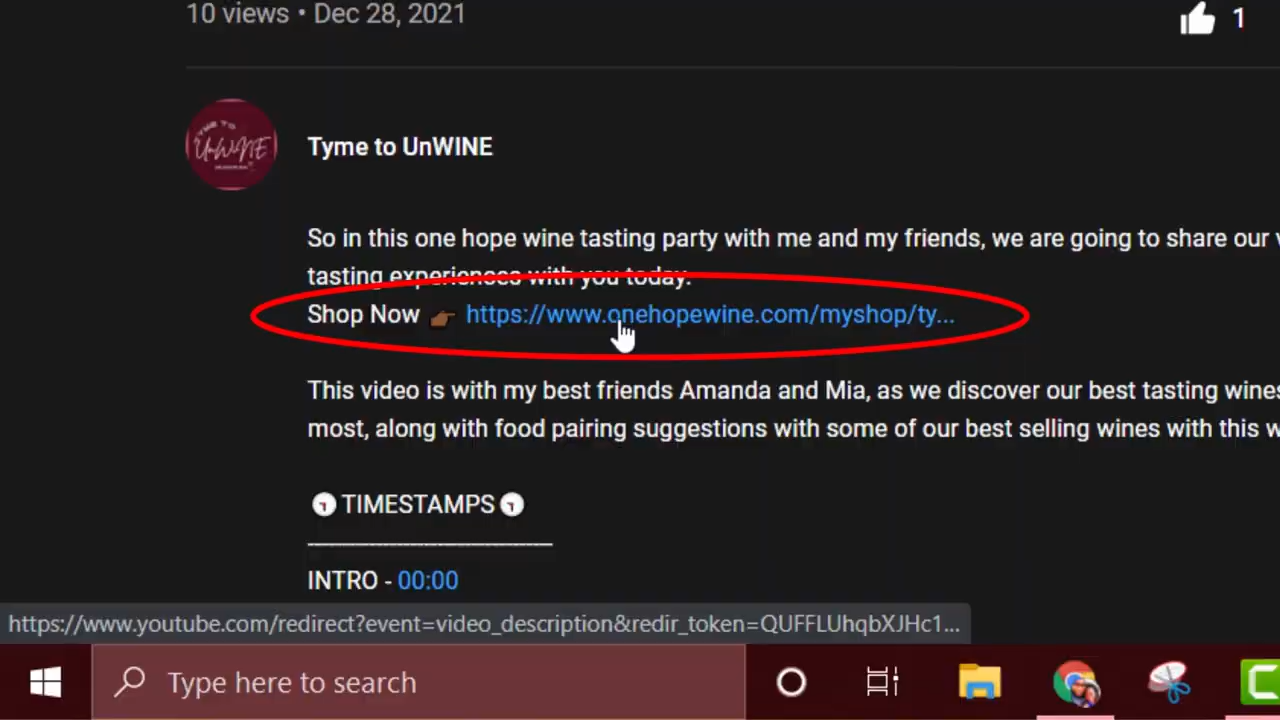 10 views • Dec 28, 2021
1
UnWINE
Tyme to UnWINE
So in this one hope wine tasting party with me and my friends, we are going to share our
tasting experiences with you today.
Shop Now 👉🏾 https://www.onehopewine.com/myshop/ty...
This video is with my best friends Amanda and Mia, as we discover our best tasting wines
most, along with food pairing suggestions with some of our best selling wines with this
🕣TIMESTAMPS🕣
INTRO - 00:00
https://www.youtube.com/redirect?event=video_description&redir_token=QUFFLUhqbXJHc1...
Type here to search